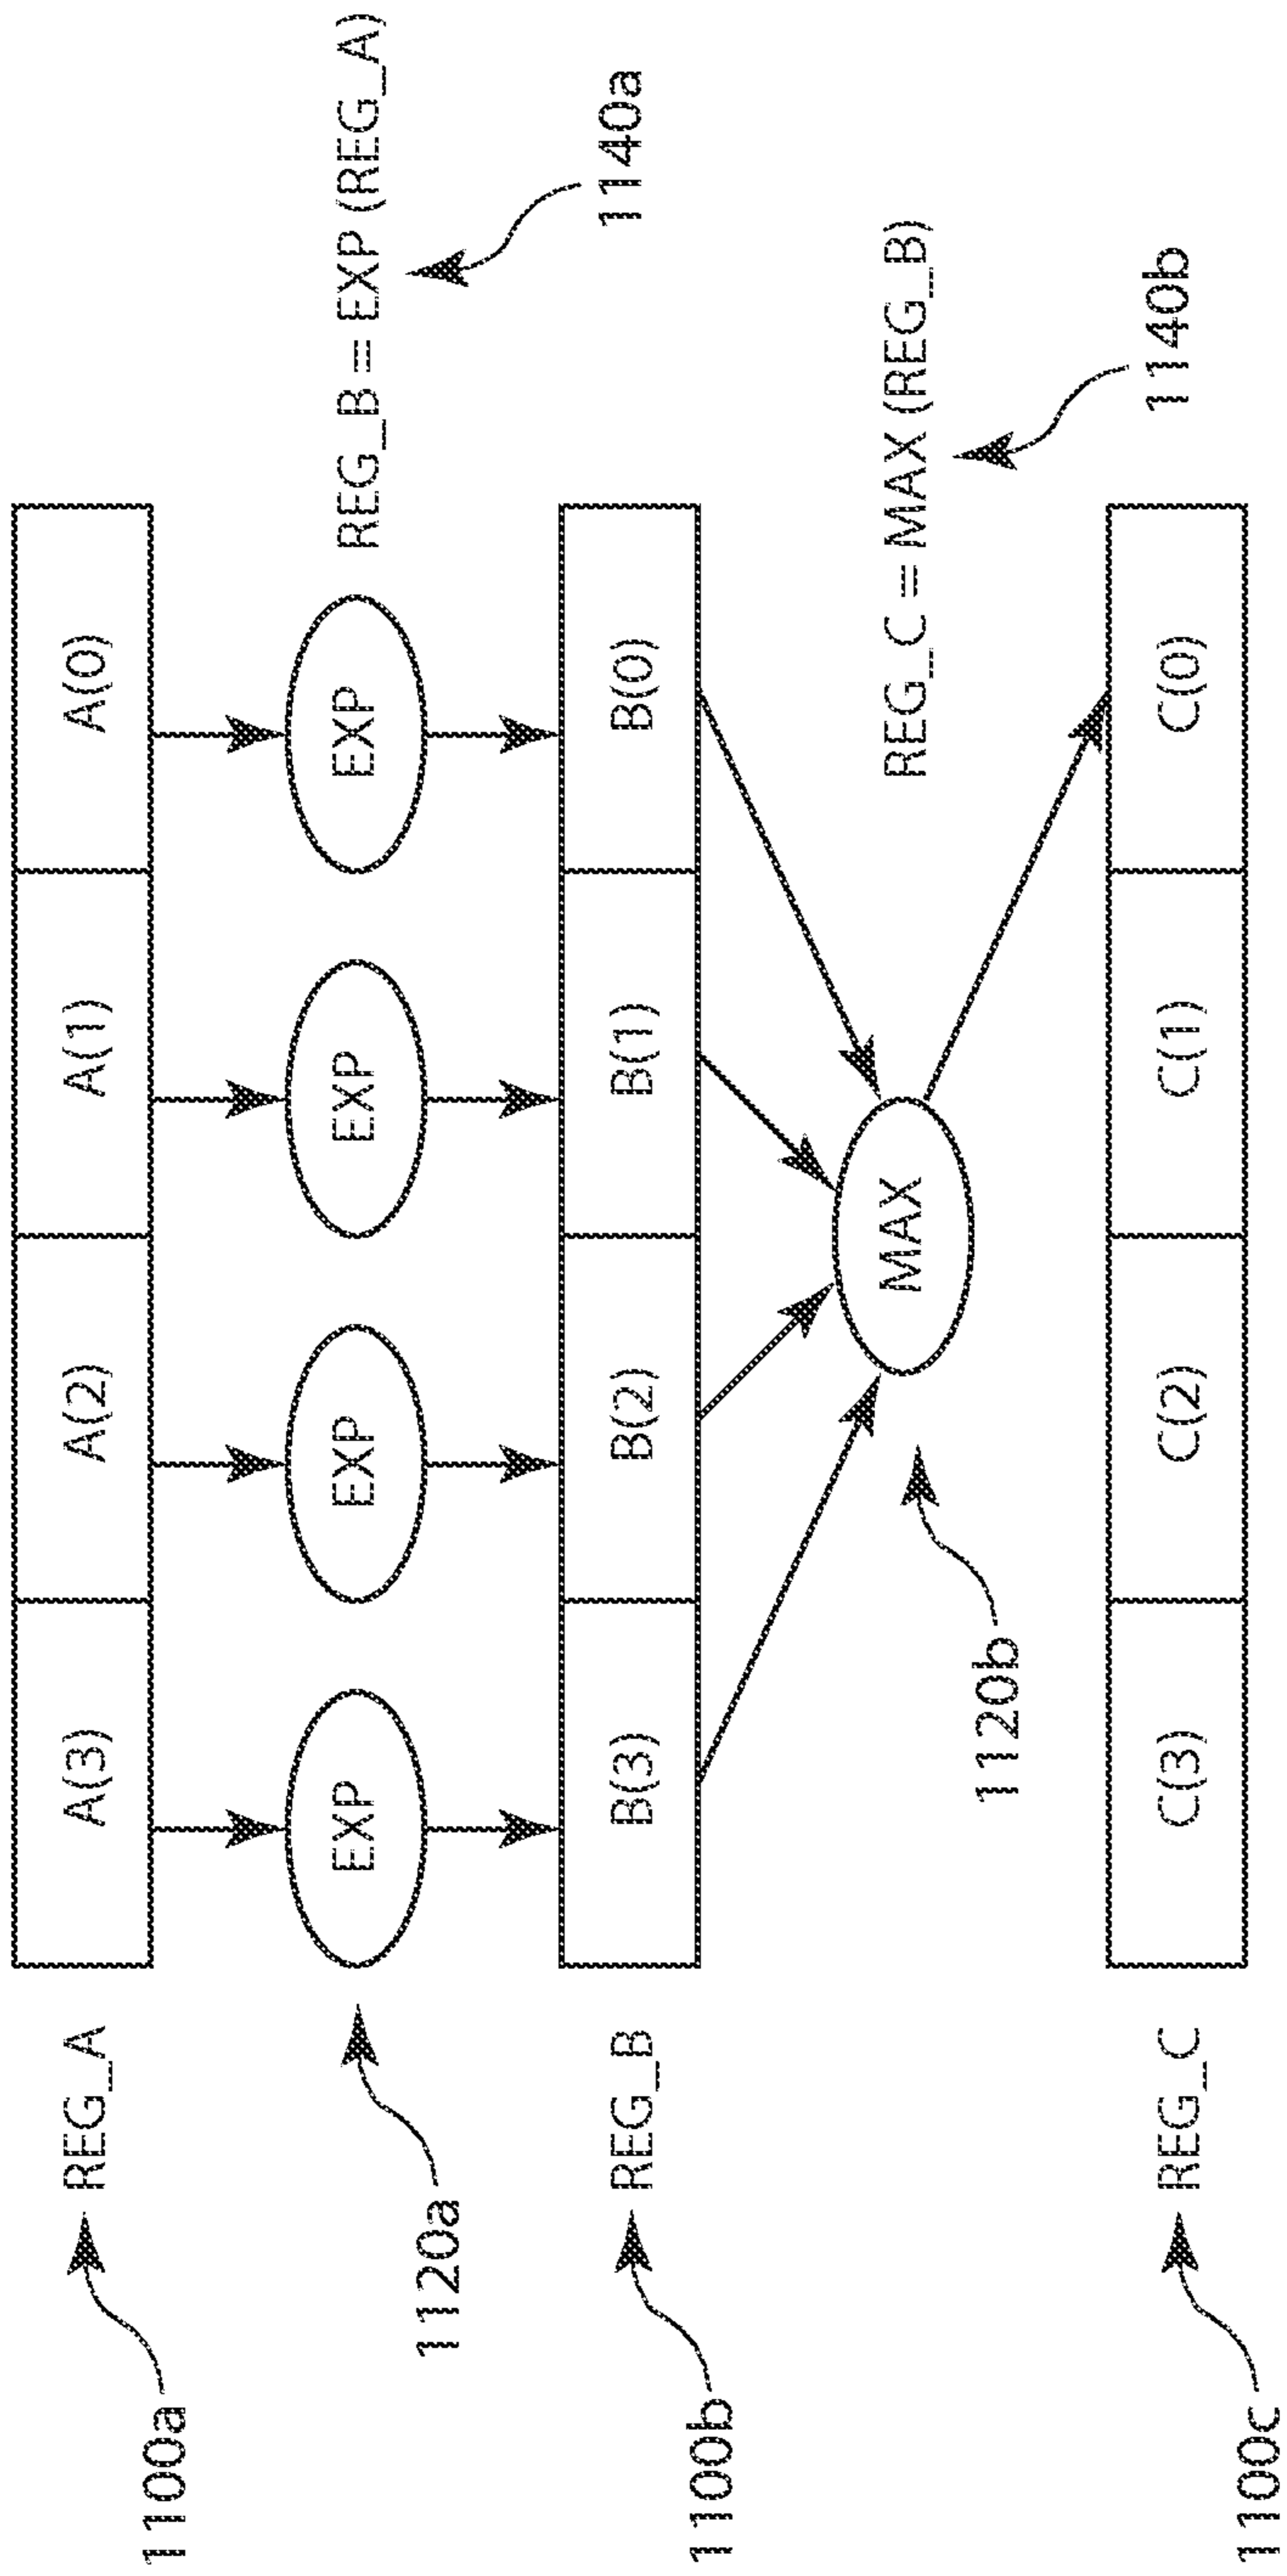 1100a
REG_A
A(3)
A(2)
A(1)
A(0)
1120a
EXP
EXP
EXP
EXP
REG_B = EXP (REG_A)
1140a
1100b
REG_B
B(3)
B(2)
B(1)
B(0)
1120b
MAX
REG_C = MAX (REG_B)
1140b
1100c
REG_C
C(3)
C(2)
C(1)
C(0)